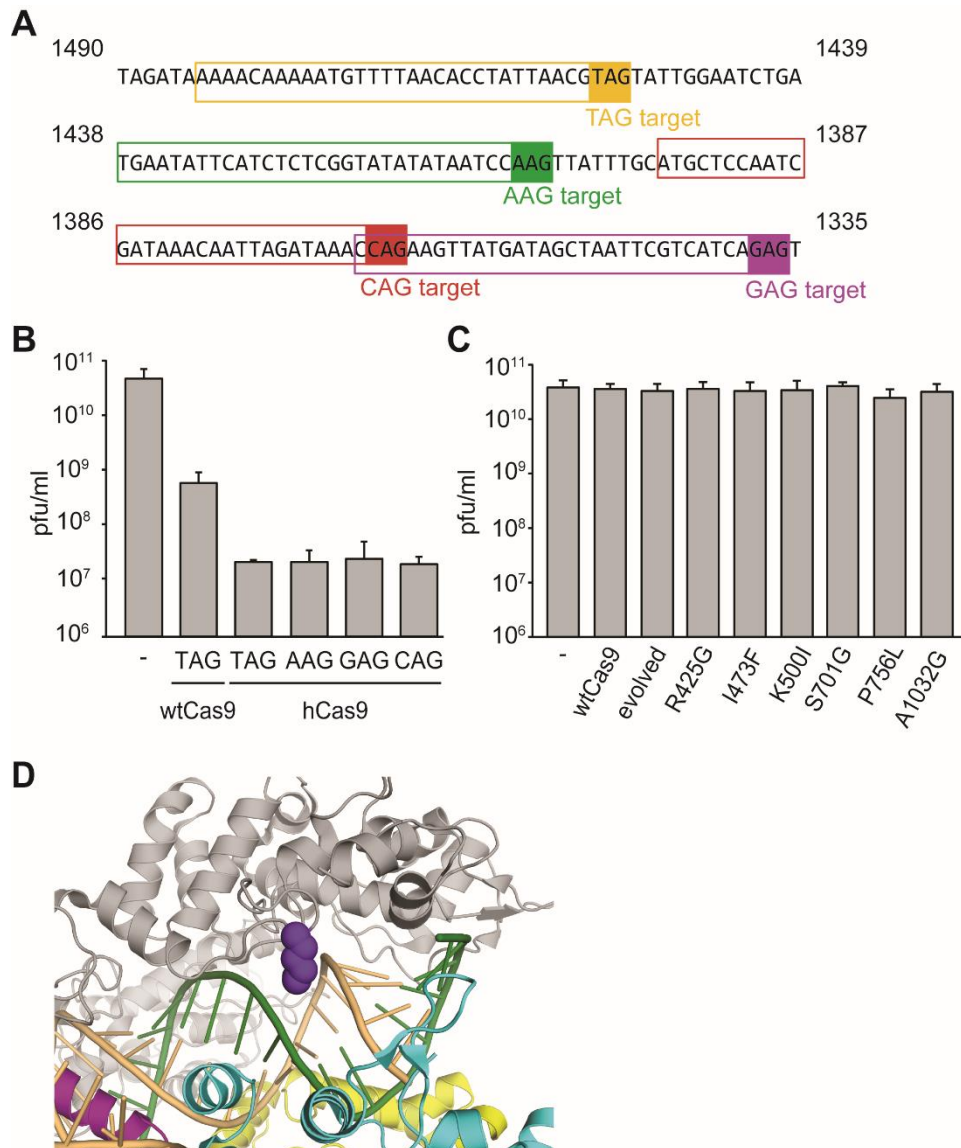 A
1490 1439
TAGATAAAAACAAAAATGTTTTAACACCTATTAACGTAGTATTGGAATCTGA
TAG target
1438 1387
TGAATATTCATCTCTCGGTATATATAATCCAAGTTATTTGCATGCTCCAATC
AAG target
1386 1335
GATAAACAATTAGATAAACCAGAAGTTATGATAGCTAATTCGTCATCAGAGT
CAG target GAG target
B
pfu/ml
10¹¹
10¹⁰
10⁹
10⁸
10⁷
10⁶
- TAG TAG AAG GAG CAG
wtCas9 hCas9
C
pfu/ml
10¹¹
10¹⁰
10⁹
10⁸
10⁷
10⁶
- wtCas9 evolved R425G I473F K500I S701G P756L A1032G
D